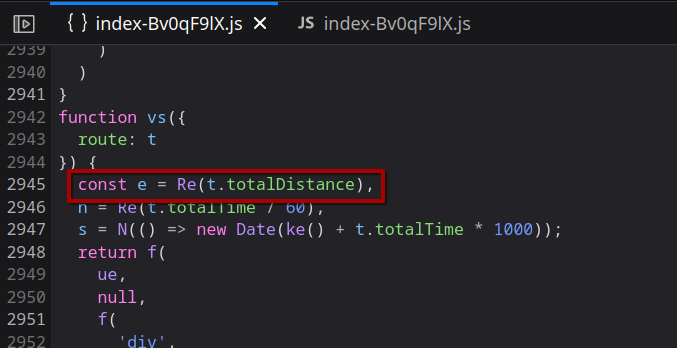 { } index-Bv0qF9lX.js × JS index-Bv0qF9lX.js
2939 )
2940 )
2941 }
2942 function vs({
2943 route: t
2944 }) {
2945 const e = Re(t.totalDistance),
2946 n = Re(t.totalTime / 60),
2947 s = N(() => new Date(ke() + t.totalTime * 1000));
2948 return f(
2949 ue,
2950 null,
2951 f(
2952 'div',